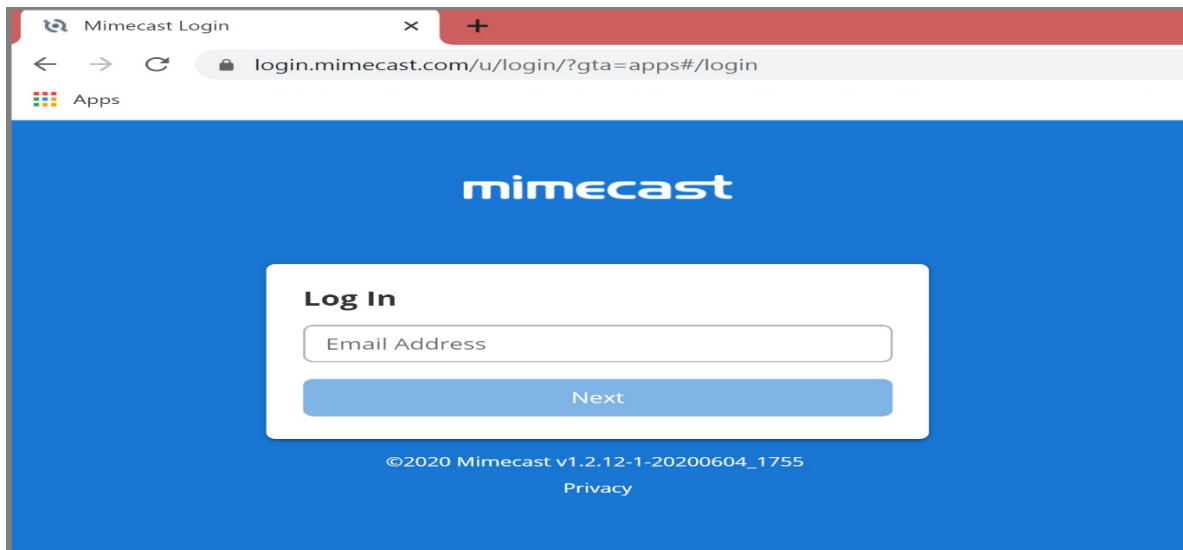 Mimecast Login
login.mimecast.com/u/login/?gta=apps#/login
Apps
mimecast
Log In
Email Address
Next
©2020 Mimecast v1.2.12-1-20200604_1755
Privacy